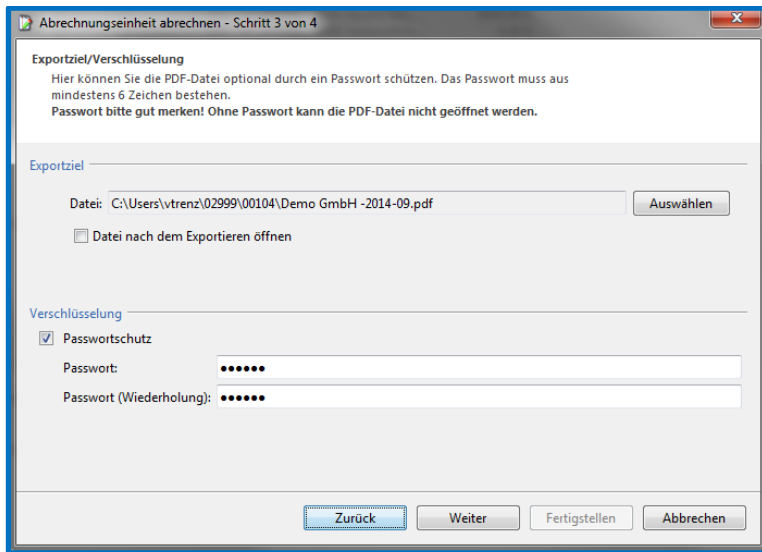 Abrechnungseinheit abrechnen - Schritt 3 von 4
Exportziel/Verschlüsselung
Hier können Sie die PDF-Datei optional durch ein Passwort schützen. Das Passwort muss aus
mindestens 6 Zeichen bestehen.
Passwort bitte gut merken! Ohne Passwort kann die PDF-Datei nicht geöffnet werden.
Exportziel
Datei: C:\Users\vtrenz\02999\00104\Demo GmbH -2014-09.pdf Auswählen
Datei nach dem Exportieren öffnen
Verschlüsselung
Passwortschutz
Passwort: ●●●●●●
Passwort (Wiederholung): ●●●●●●
Zurück Weiter Fertigstellen Abbrechen